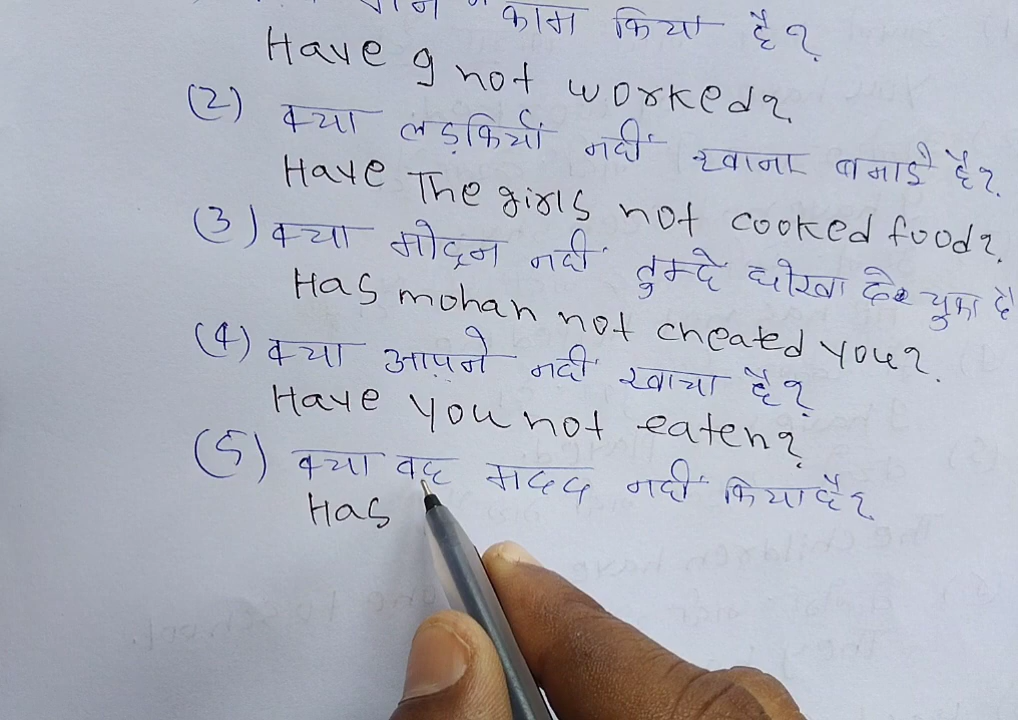 काम किया है?
Have I not worked?
(2) क्या लड़कियाँ नहीं खाना बनाई है?
Have The girls not cooked food?
(3) क्या मोहन नहीं तुम्हे धोखा दे चुका है
Has mohan not cheated you?
(4) क्या आपने नहीं खाया है?
Have you not eaten?
(5) क्या वह मदद नहीं किया है?
Has